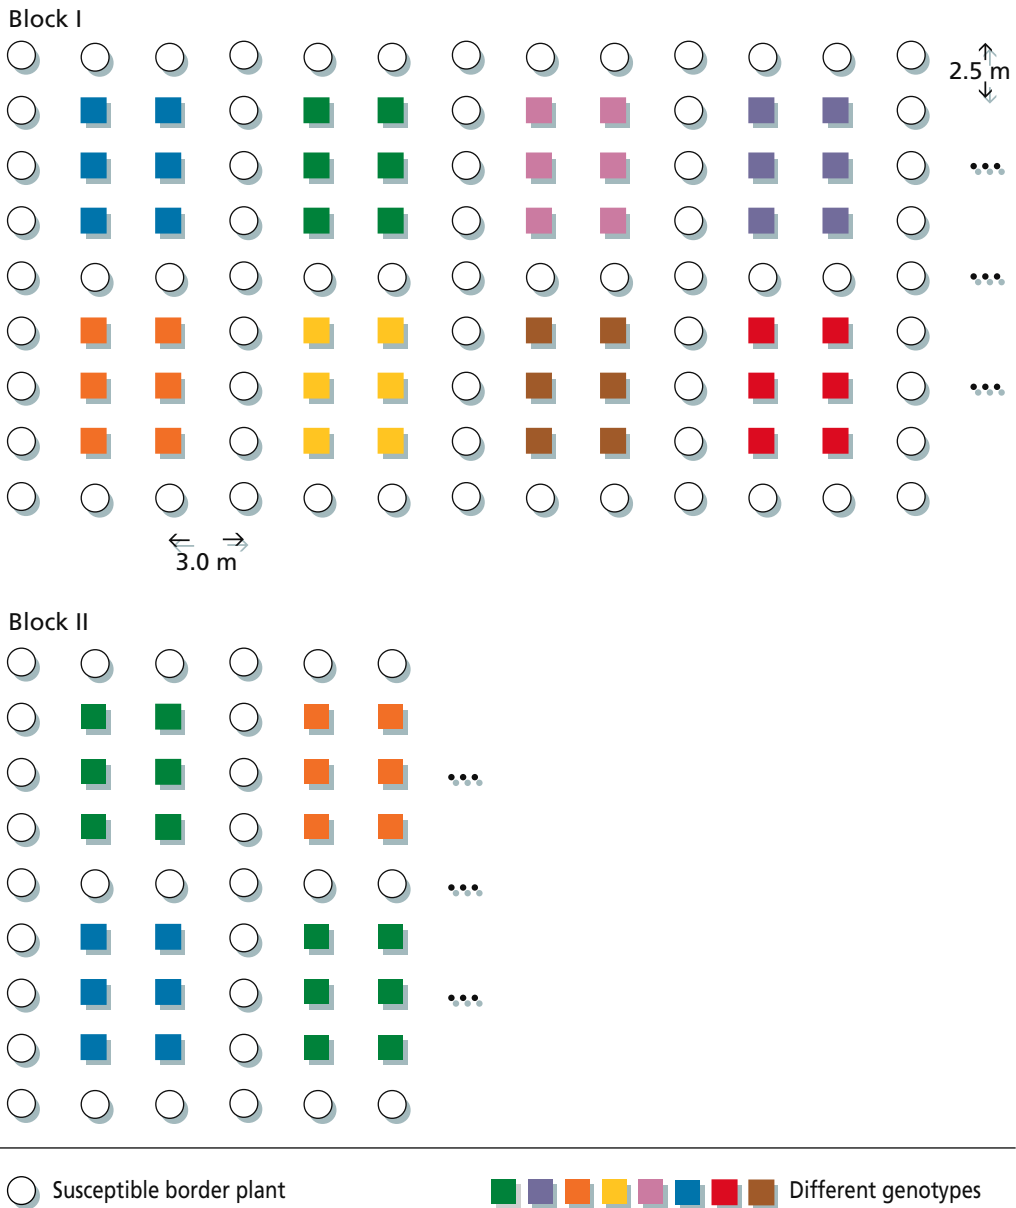 Block I
2.5 m
3.0 m
Block II
Susceptible border plant
Different genotypes